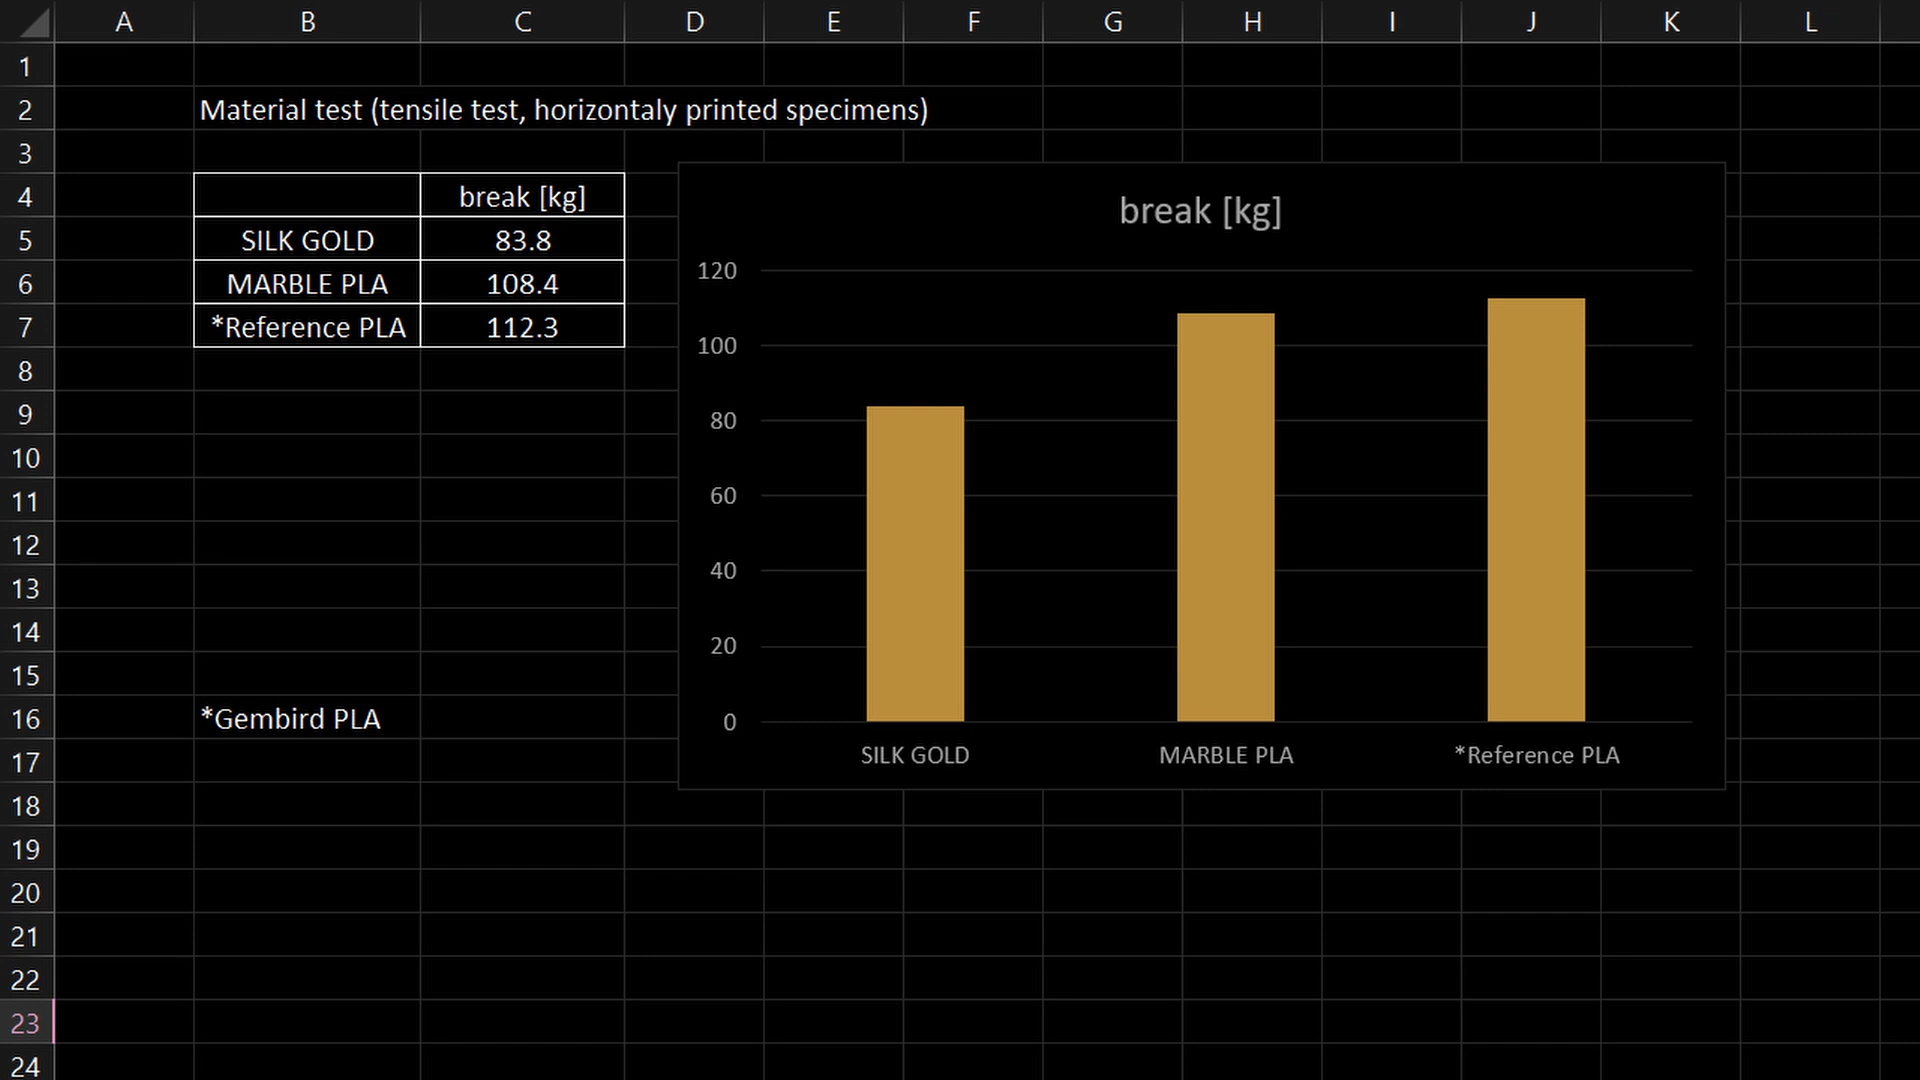 A B C D E F G H I J K L
1
2 Material test (tensile test, horizontaly printed specimens)
3
4 break [kg]
5 SILK GOLD 83.8
6 MARBLE PLA 108.4
7 *Reference PLA 112.3
8
9
10
11
12
13
14
15
16 *Gembird PLA
17
18
19
20
21
22
23
24
break [kg]
120
100
80
60
40
20
0
SILK GOLD MARBLE PLA *Reference PLA